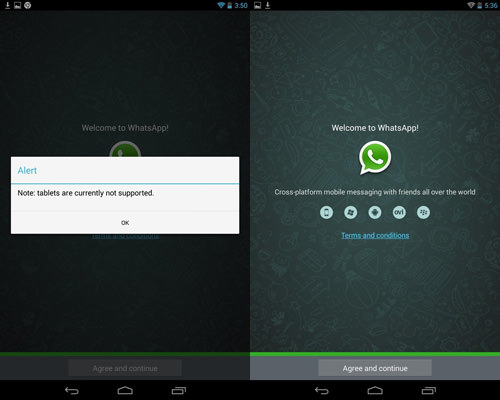 3:50
Welcome to WhatsApp!
Alert
Note: tablets are currently not supported.
OK
Terms and conditions
Agree and continue
5:36
Welcome to WhatsApp!
Cross-platform mobile messaging with friends all over the world
ovi
Terms and conditions
Agree and continue